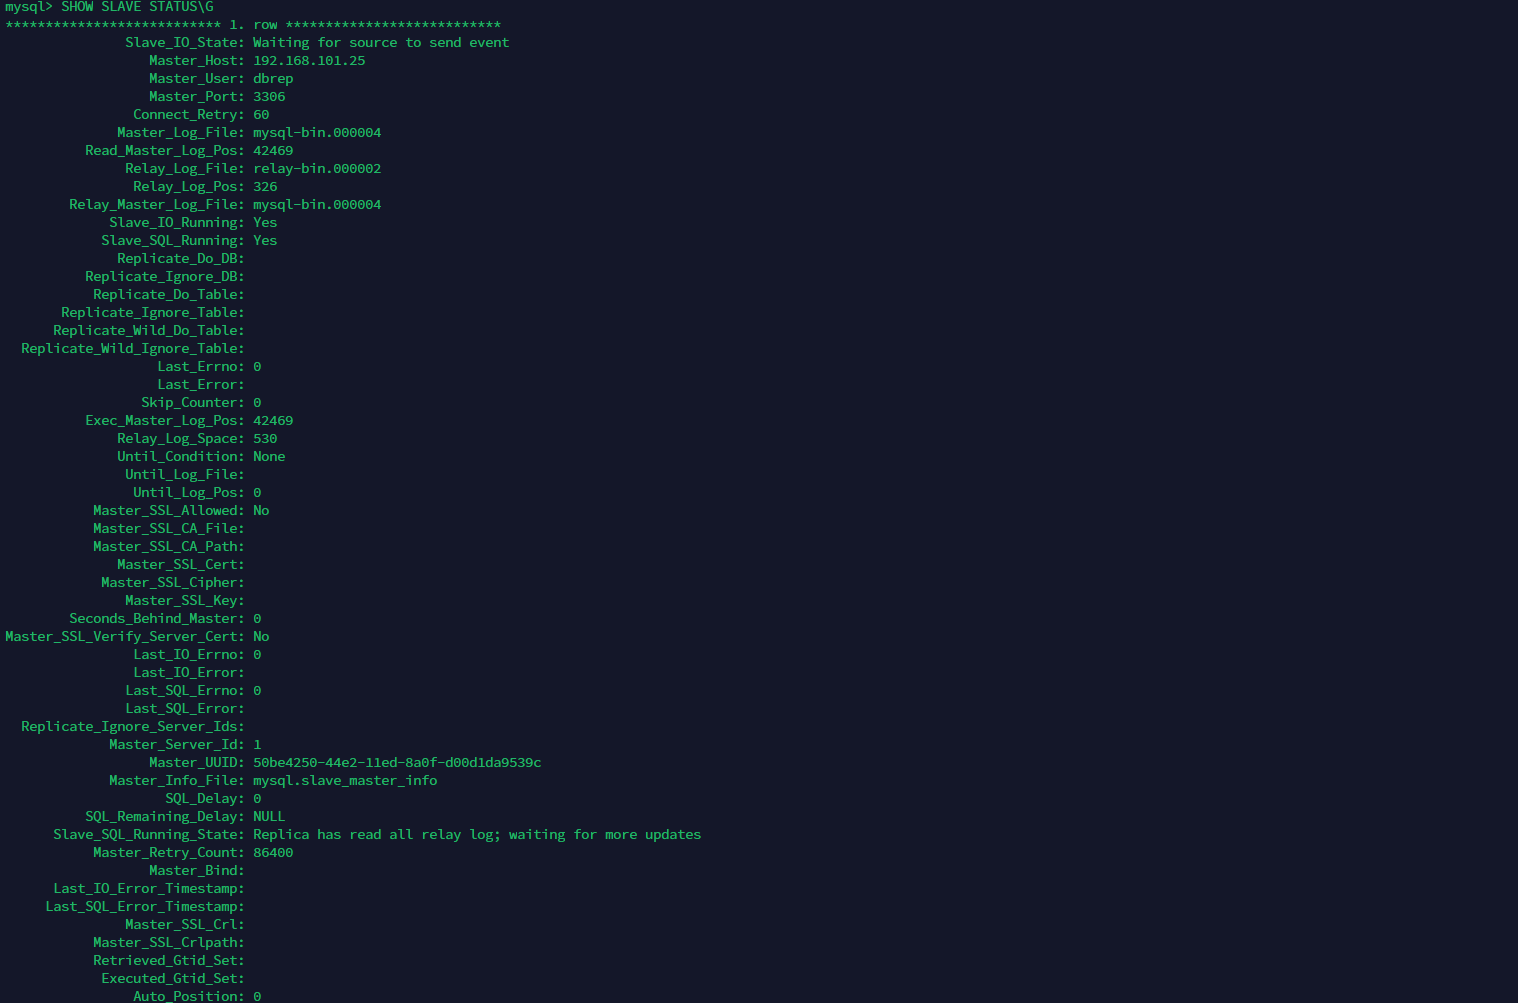 mysql> SHOW SLAVE STATUS\G
*************************** 1. row ***************************
Slave_IO_State: Waiting for source to send event
Master_Host: 192.168.101.25
Master_User: dbrep
Master_Port: 3306
Connect_Retry: 60
Master_Log_File: mysql-bin.000004
Read_Master_Log_Pos: 42469
Relay_Log_File: relay-bin.000002
Relay_Log_Pos: 326
Relay_Master_Log_File: mysql-bin.000004
Slave_IO_Running: Yes
Slave_SQL_Running: Yes
Replicate_Do_DB:
Replicate_Ignore_DB:
Replicate_Do_Table:
Replicate_Ignore_Table:
Replicate_Wild_Do_Table:
Replicate_Wild_Ignore_Table:
Last_Errno: 0
Last_Error:
Skip_Counter: 0
Exec_Master_Log_Pos: 42469
Relay_Log_Space: 530
Until_Condition: None
Until_Log_File:
Until_Log_Pos: 0
Master_SSL_Allowed: No
Master_SSL_CA_File:
Master_SSL_CA_Path:
Master_SSL_Cert:
Master_SSL_Cipher:
Master_SSL_Key:
Seconds_Behind_Master: 0
Master_SSL_Verify_Server_Cert: No
Last_IO_Errno: 0
Last_IO_Error:
Last_SQL_Errno: 0
Last_SQL_Error:
Replicate_Ignore_Server_Ids:
Master_Server_Id: 1
Master_UUID: 50be4250-44e2-11ed-8a0f-d00d1da9539c
Master_Info_File: mysql.slave_master_info
SQL_Delay: 0
SQL_Remaining_Delay: NULL
Slave_SQL_Running_State: Replica has read all relay log; waiting for more updates
Master_Retry_Count: 86400
Master_Bind:
Last_IO_Error_Timestamp:
Last_SQL_Error_Timestamp:
Master_SSL_Crl:
Master_SSL_Crlpath:
Retrieved_Gtid_Set:
Executed_Gtid_Set:
Auto_Position: 0